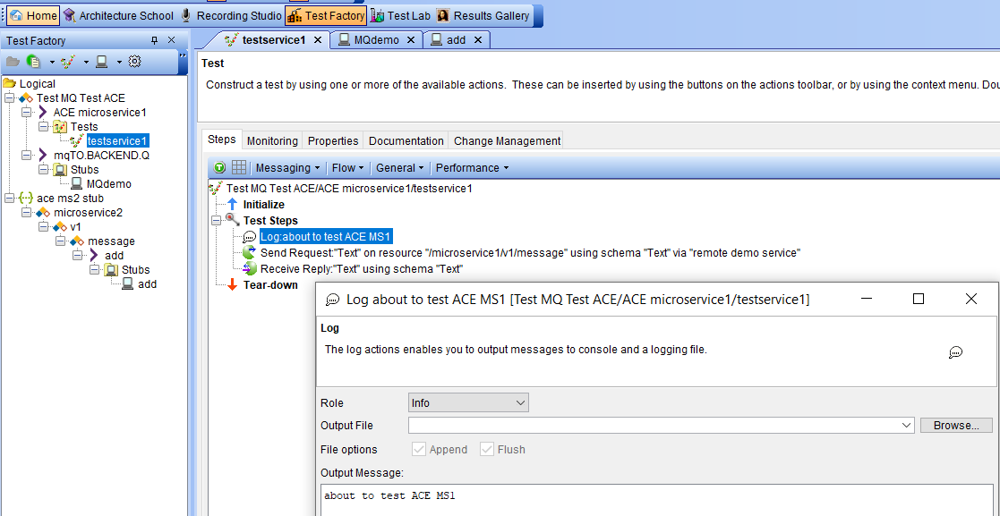 Home Architecture School Recording Studio Test Factory Test Lab Results Gallery
Test Factory
testservice1 MQdemo add
Logical
Test MQ Test ACE
ACE microservice1
Tests
testservice1
mqTO.BACKEND.Q
Stubs
MQdemo
ace ms2 stub
microservice2
v1
message
add
Stubs
add
Test
Construct a test by using one or more of the available actions. These can be inserted by using the buttons on the actions toolbar, or by using the context menu. Dou
Steps Monitoring Properties Documentation Change Management
Messaging Flow General Performance
Test MQ Test ACE/ACE microservice1/testservice1
Initialize
Test Steps
Log:about to test ACE MS1
Send Request:"Text" on resource "/microservice1/v1/message" using schema "Text" via "remote demo service"
Receive Reply:"Text" using schema "Text"
Tear-down
Log about to test ACE MS1 [Test MQ Test ACE/ACE microservice1/testservice1]
Log
The log actions enables you to output messages to console and a logging file.
Role Info
Output File Browse...
File options Append Flush
Output Message:
about to test ACE MS1